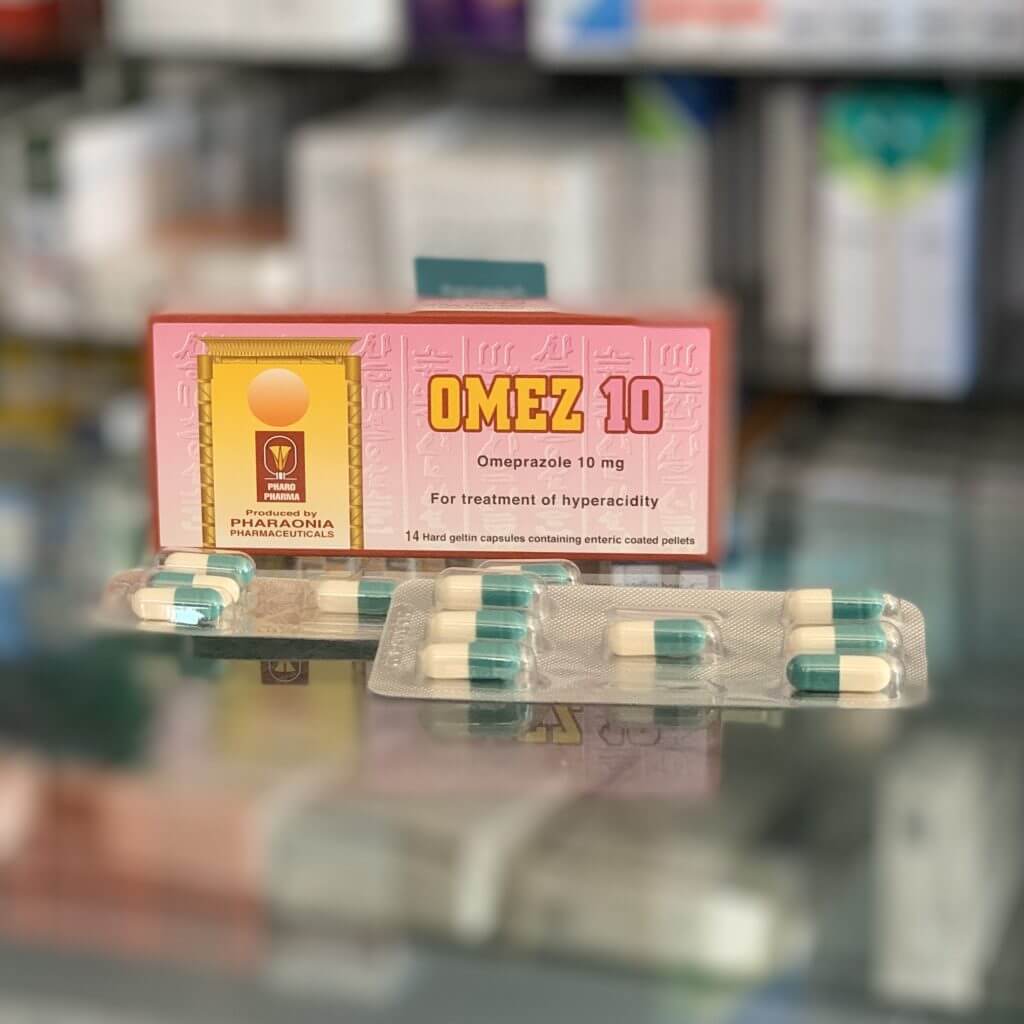 OMEZ 10
Omeprazole 10 mg
For treatment of hyperacidity
14 Hard geltin capsules containing enteric coated pellets
PHARO
PHARMA
Produced by
PHARAONIA
PHARMACEUTICALS